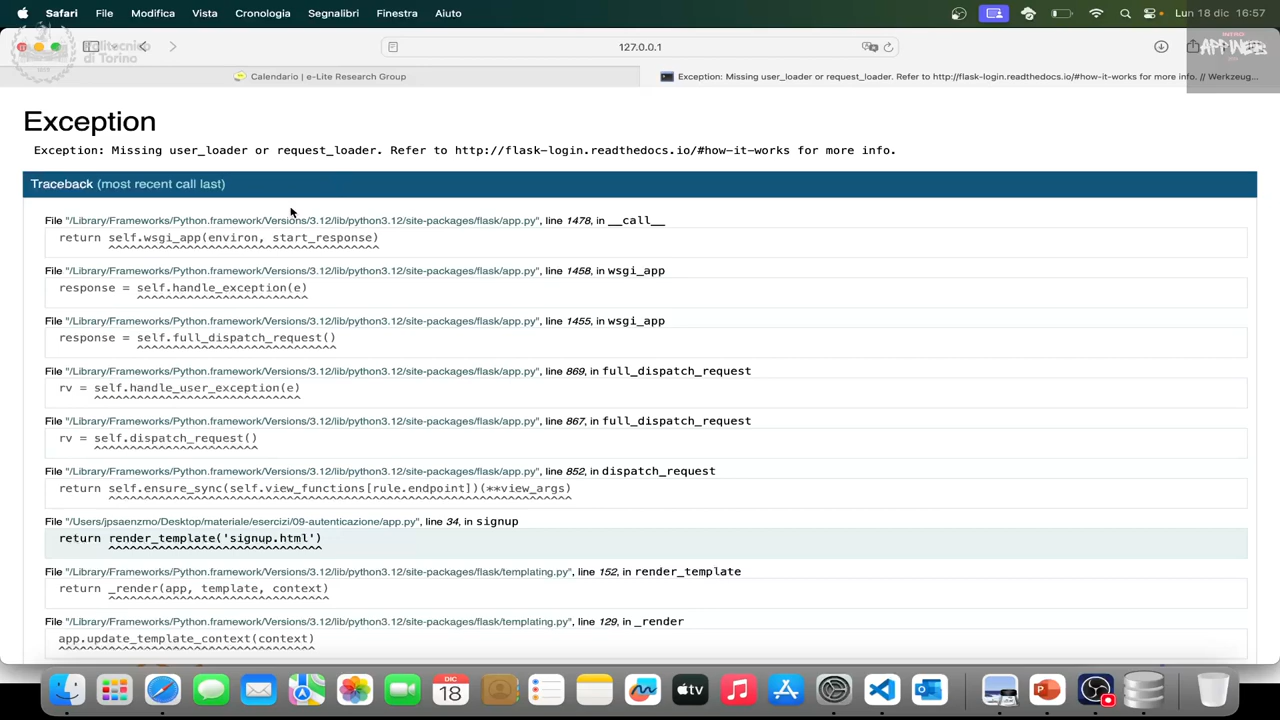 Safari File Modifica Vista Cronologia Segnalibri Finestra Aiuto Lun 18 dic 16:57
Politecnico
di Torino
127.0.0.1
INTRO
APPWEB
Calendario | e-Lite Research Group
Exception: Missing user_loader or request_loader. Refer to http://flask-login.readthedocs.io/#how-it-works for more info. // Werkzeug...
Exception
Exception: Missing user_loader or request_loader. Refer to http://flask-login.readthedocs.io/#how-it-works for more info.
Traceback (most recent call last)
File "/Library/Frameworks/Python.framework/Versions/3.12/lib/python3.12/site-packages/flask/app.py", line 1478, in __call__
return self.wsgi_app(environ, start_response)
^^^^^^^^^^^^^^^^^^^^^^^^^^^^^^^^^^^^^^
File "/Library/Frameworks/Python.framework/Versions/3.12/lib/python3.12/site-packages/flask/app.py", line 1458, in wsgi_app
response = self.handle_exception(e)
^^^^^^^^^^^^^^^^^^^^^^^^
File "/Library/Frameworks/Python.framework/Versions/3.12/lib/python3.12/site-packages/flask/app.py", line 1455, in wsgi_app
response = self.full_dispatch_request()
^^^^^^^^^^^^^^^^^^^^^^^^^^^^
File "/Library/Frameworks/Python.framework/Versions/3.12/lib/python3.12/site-packages/flask/app.py", line 869, in full_dispatch_request
rv = self.handle_user_exception(e)
^^^^^^^^^^^^^^^^^^^^^^^^^^^^^
File "/Library/Frameworks/Python.framework/Versions/3.12/lib/python3.12/site-packages/flask/app.py", line 867, in full_dispatch_request
rv = self.dispatch_request()
^^^^^^^^^^^^^^^^^^^^^^^
File "/Library/Frameworks/Python.framework/Versions/3.12/lib/python3.12/site-packages/flask/app.py", line 852, in dispatch_request
return self.ensure_sync(self.view_functions[rule.endpoint])(**view_args)
^^^^^^^^^^^^^^^^^^^^^^^^^^^^^^^^^^^^^^^^^^^^^^^^^^^^^^^^^^^^^^^^^
File "/Users/jpsaenzmo/Desktop/materiale/esercizi/09-autenticazione/app.py", line 34, in signup
return render_template('signup.html')
^^^^^^^^^^^^^^^^^^^^^^^^^^^^^^
File "/Library/Frameworks/Python.framework/Versions/3.12/lib/python3.12/site-packages/flask/templating.py", line 152, in render_template
return _render(app, template, context)
^^^^^^^^^^^^^^^^^^^^^^^^^^^^^^^
File "/Library/Frameworks/Python.framework/Versions/3.12/lib/python3.12/site-packages/flask/templating.py", line 129, in _render
app.update_template_context(context)
^^^^^^^^^^^^^^^^^^^^^^^^^^^^^^^^^^^^
DIC
18
tv